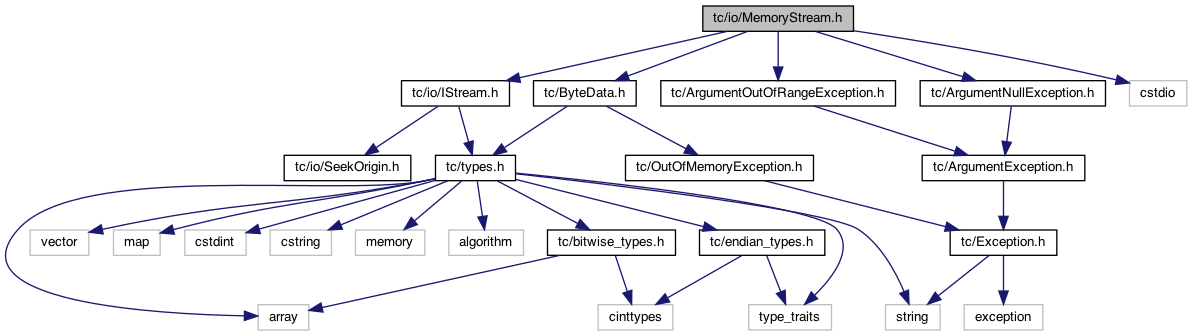 tc/io/MemoryStream.h
tc/io/IStream.h
tc/ByteData.h
tc/ArgumentOutOfRangeException.h
tc/ArgumentNullException.h
cstdio
tc/io/SeekOrigin.h
tc/types.h
tc/OutOfMemoryException.h
tc/ArgumentException.h
vector
map
cstdint
cstring
memory
algorithm
tc/bitwise_types.h
tc/endian_types.h
tc/Exception.h
array
cinttypes
type_traits
string
exception